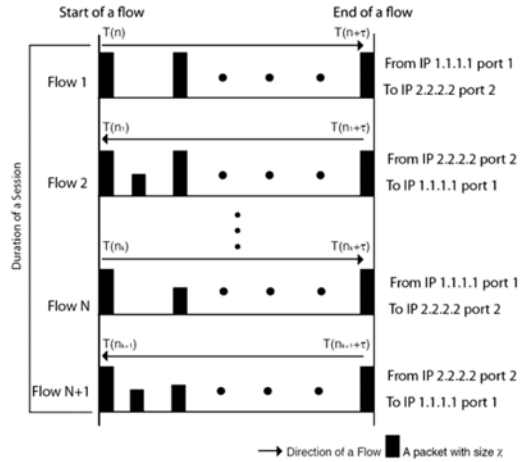 Start of a flow End of a flow
T(n) T(n+τ)
Flow 1
From IP 1.1.1.1 port 1
To IP 2.2.2.2 port 2
T(n₁) T(n₁+τ)
Flow 2
From IP 2.2.2.2 port 2
To IP 1.1.1.1 port 1
Duration of a Session
T(nₖ) T(nₖ+τ)
Flow N
From IP 1.1.1.1 port 1
To IP 2.2.2.2 port 2
T(nₖ₊₁) T(nₖ₊₁+τ)
Flow N+1
From IP 2.2.2.2 port 2
To IP 1.1.1.1 port 1
Direction of a Flow A packet with size χ